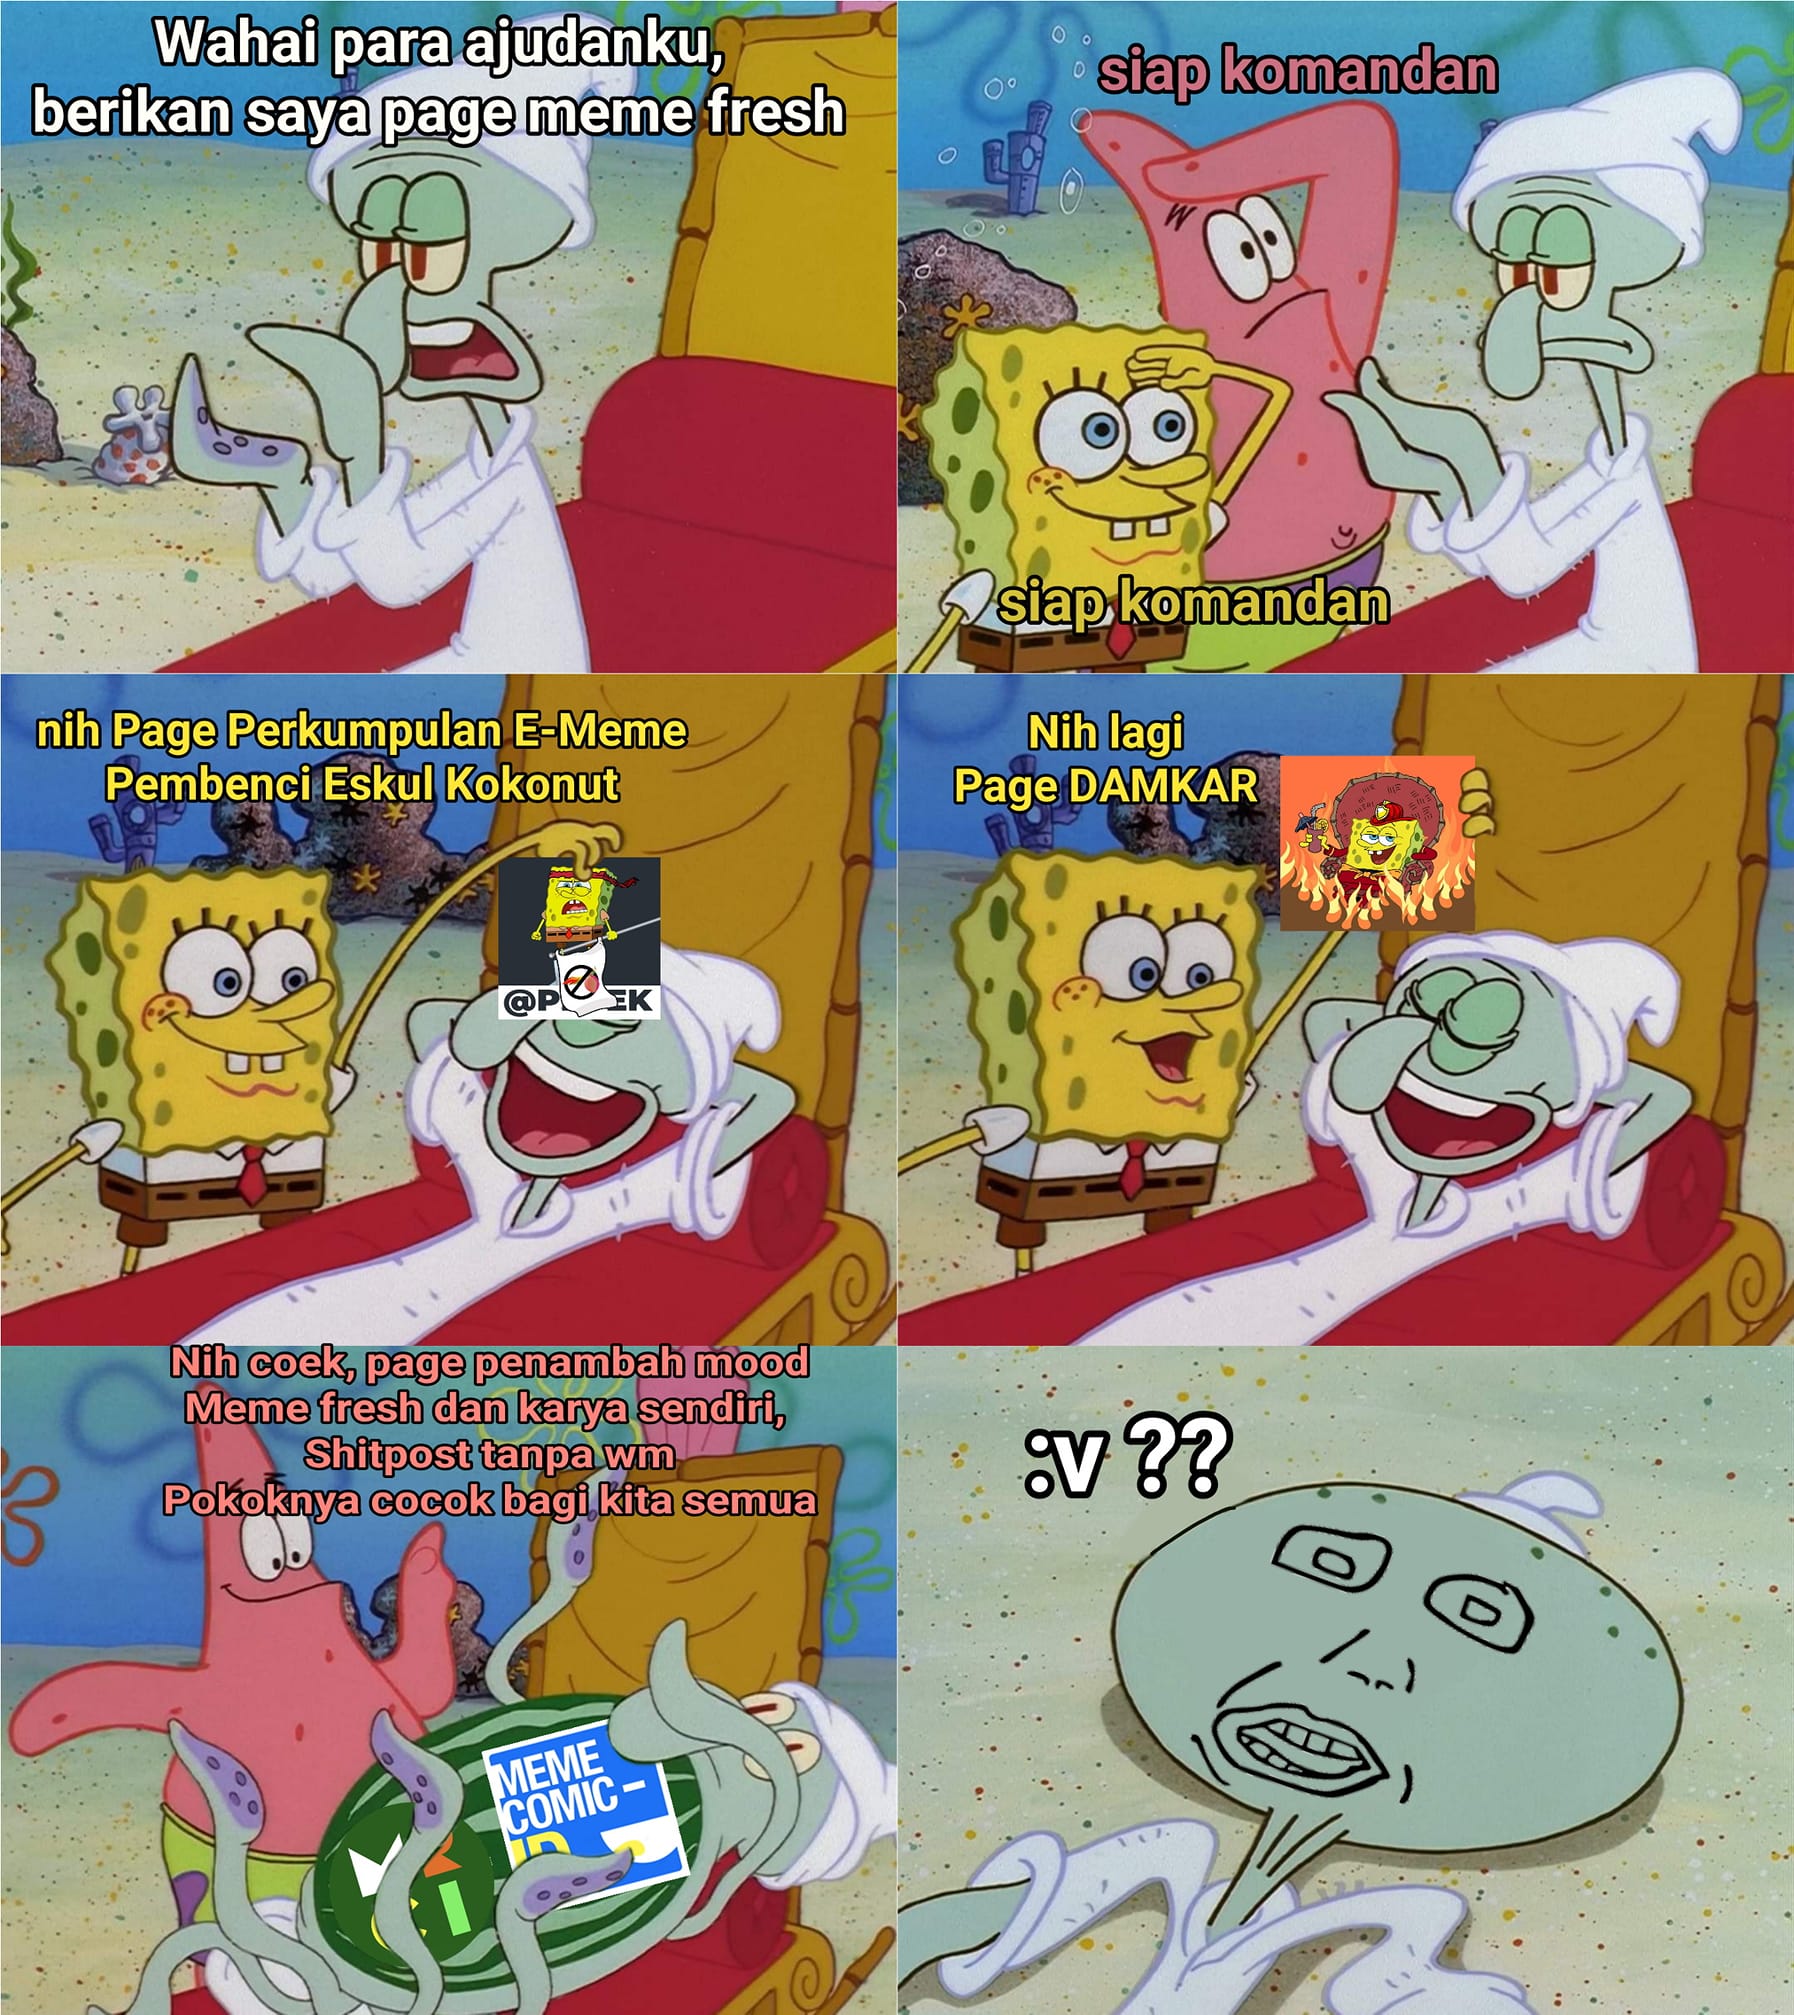 Wahai para ajudanku,
berikan saya page meme fresh
siap komandan
siap komandan
nih Page Perkumpulan E-Meme
Pembenci Eskul Kokonut
Nih lagi
Page DAMKAR
Nih coek, page penambah mood
Meme fresh dan karya sendiri,
Shitpost tanpa wm
Pokoknya cocok bagi kita semua
MEME
COMIC-
ID
:v ??